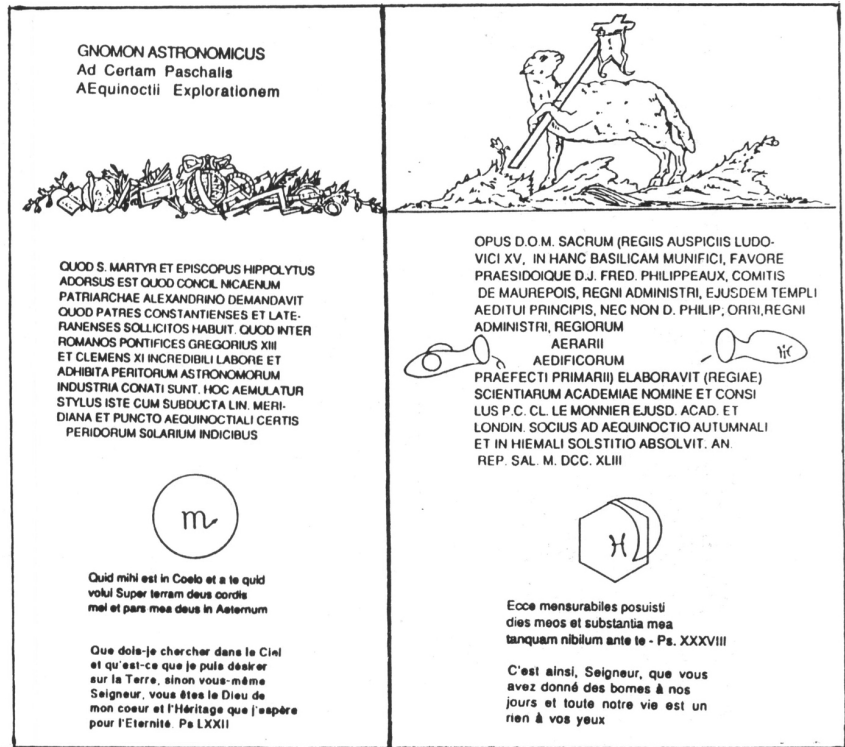 GNOMON ASTRONOMICUS
Ad Certam Paschalis
AEquinoctii Explorationem
QUOD S. MARTYR ET EPISCOPUS HIPPOLYTUS
ADORSUS EST QUOD CONCIL NICAENUM
PATRIARCHAE ALEXANDRINO DEMANDAVIT
QUOD PATRES CONSTANTIENSES ET LATE-
RANENSES SOLLICITOS HABUIT. QUOD INTER
ROMANOS PONTIFICES GREGORIUS XIII
ET CLEMENS XI INCREDIBILI LABORE ET
ADHIBITA PERITORUM ASTRONOMORUM
INDUSTRIA CONATI SUNT. HOC AEMULATUR
STYLUS ISTE CUM SUBDUCTA LIN. MERI-
DIANA ET PUNCTO AEQUINOCTIALI CERTIS
PERIDORUM SOLARIUM INDICIBUS
Quid mihi est in Coelo et a te quid
volui Super terram deus cordis
mei et pars mea deus in Aeternum
Que dois-je chercher dans le Ciel
et qu'est-ce que je puis désirer
sur la Terre, sinon vous-même
Seigneur, vous êtes le Dieu de
mon coeur et l'Héritage que j'espère
pour l'Eternité. Ps LXXII
OPUS D.O.M. SACRUM (REGIIS AUSPICIIS LUDO-
VICI XV, IN HANC BASILICAM MUNIFICI, FAVORE
PRAESIDOIQUE D.J. FRED. PHILIPPEAUX, COMITIS
DE MAUREPOIS, REGNI ADMINISTRI, EJUSDEM TEMPLI
AEDITUI PRINCIPIS, NEC NON D. PHILIP; ORRI,REGNI
ADMINISTRI, REGIORUM
AERARII
AEDIFICORUM
PRAEFECTI PRIMARII) ELABORAVIT (REGIAE)
SCIENTIARUM ACADEMIAE NOMINE ET CONSI
LUS P.C. CL. LE MONNIER EJUSD. ACAD. ET
LONDIN. SOCIUS AD AEQUINOCTIO AUTUMNALI
ET IN HIEMALI SOLSTITIO ABSOLVIT. AN.
REP. SAL. M. DCC. XLIII
Ecce mensurabiles posuisti
dies meos et substantia mea
tanquam nibilum ante te - Ps. XXXVIII
C'est ainsi, Seigneur, que vous
avez donné des bornes à nos
jours et toute notre vie est un
rien à vos yeux